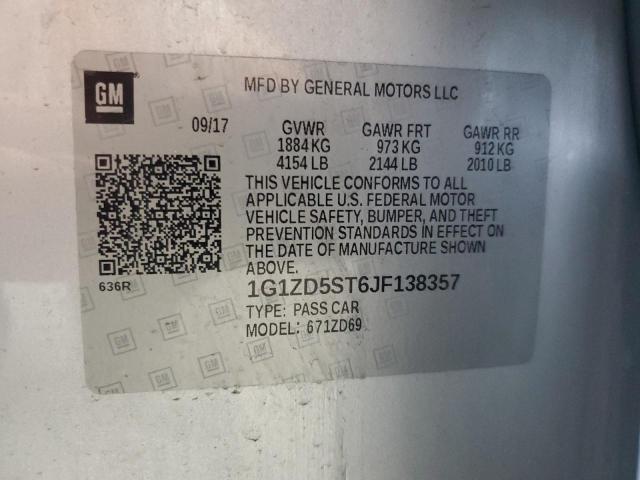 GM
MFD BY GENERAL MOTORS LLC
09/17 GVWR GAWR FRT GAWR RR
1884 KG 973 KG 912 KG
4154 LB 2144 LB 2010 LB
THIS VEHICLE CONFORMS TO ALL
APPLICABLE U.S. FEDERAL MOTOR
VEHICLE SAFETY, BUMPER, AND THEFT
PREVENTION STANDARDS IN EFFECT ON
THE DATE OF MANUFACTURE SHOWN
ABOVE.
636R
1G1ZD5ST6JF138357
TYPE: PASS CAR
MODEL: 671ZD69